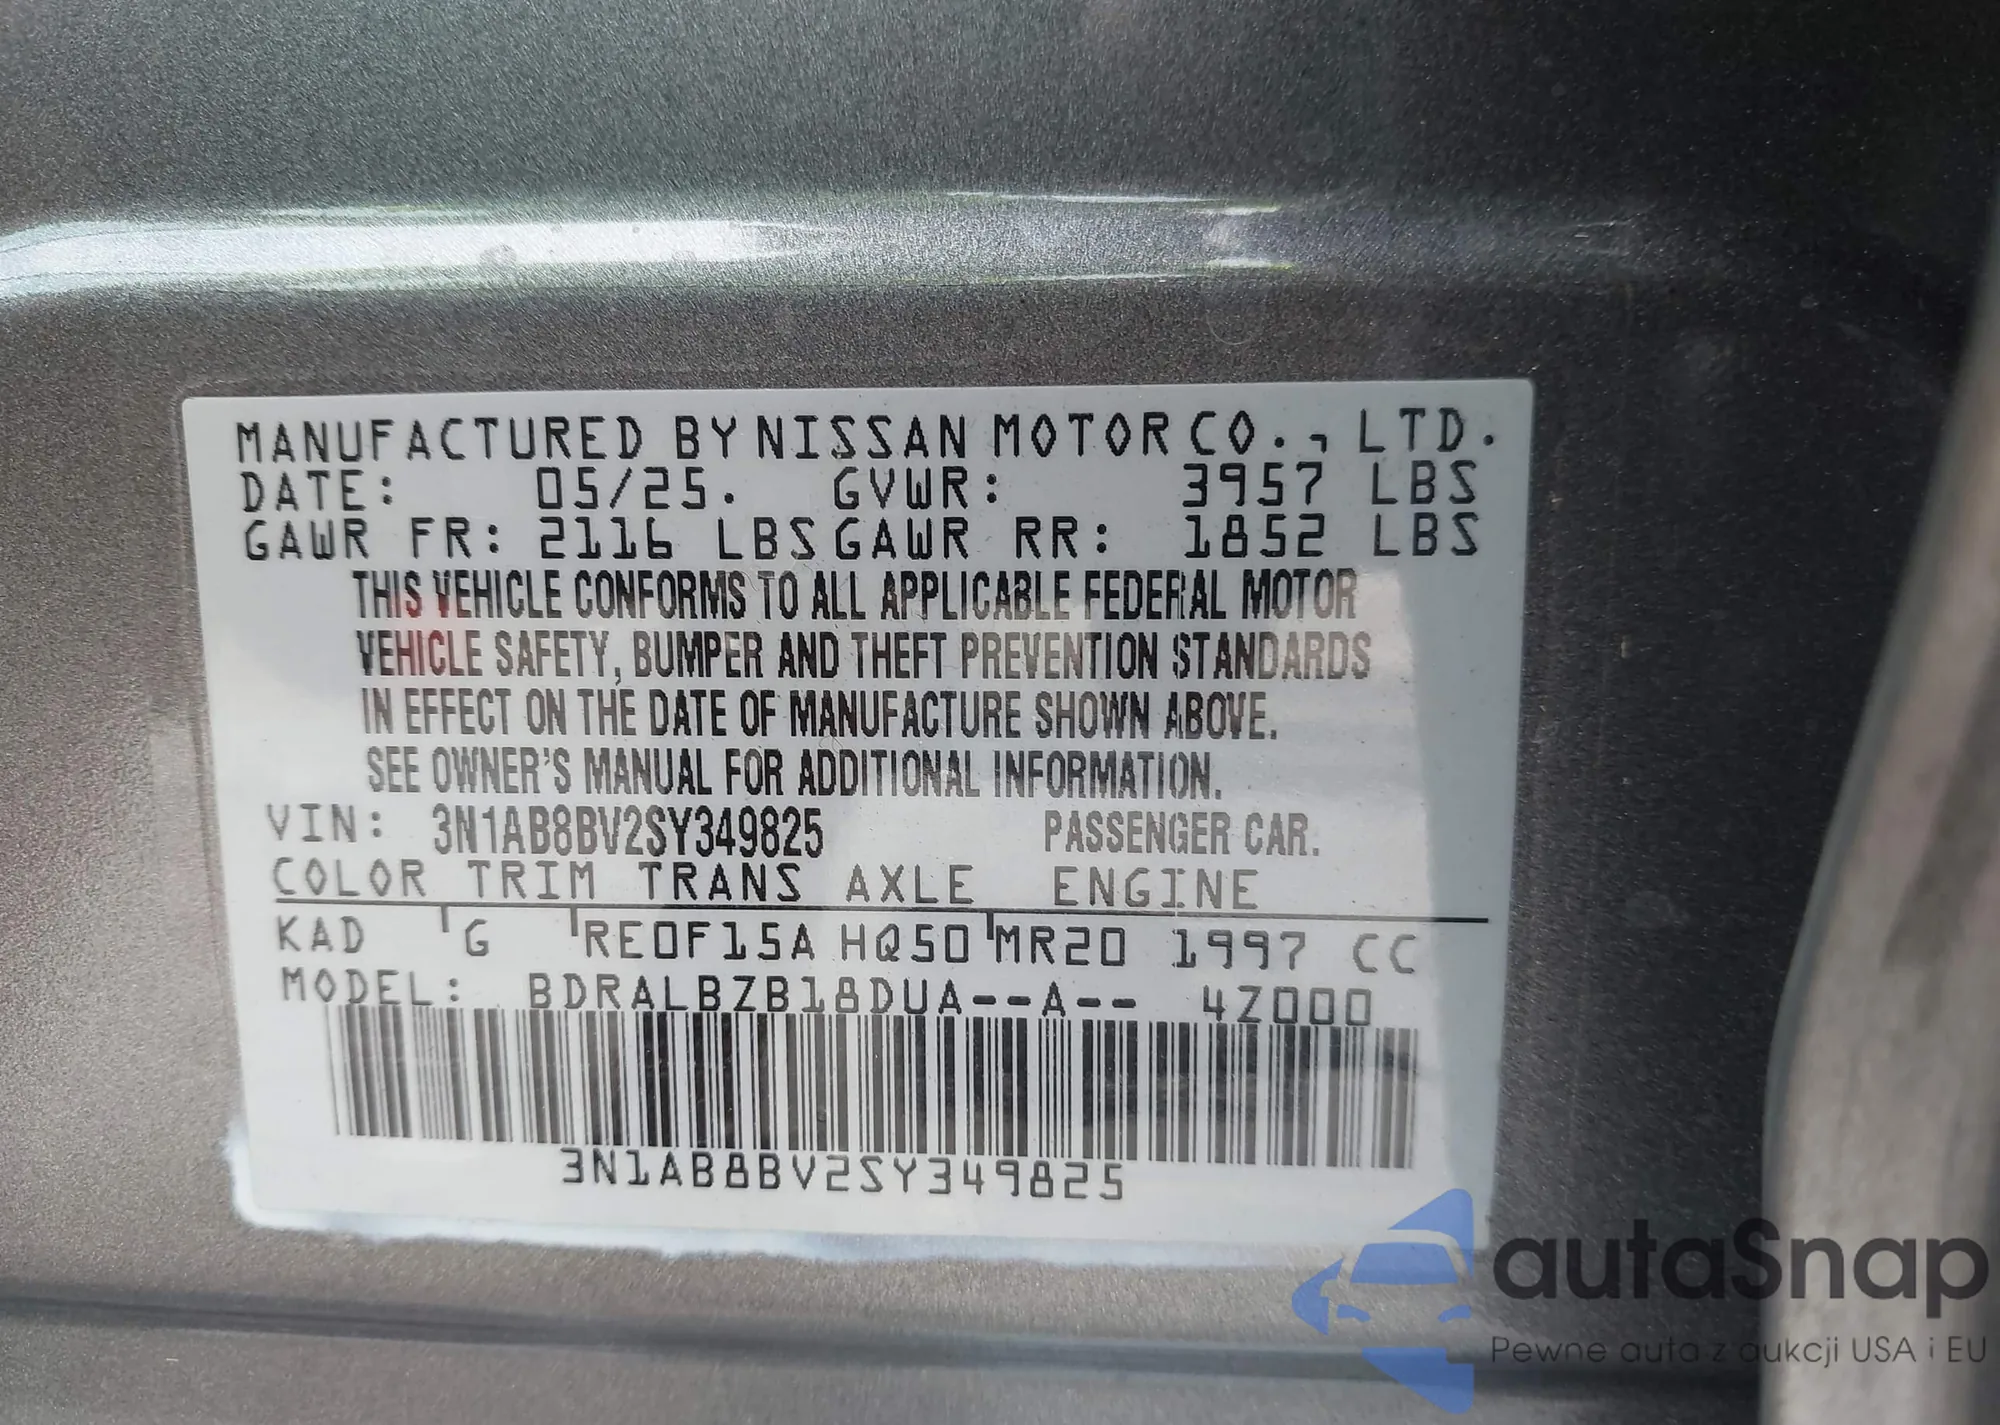 MANUFACTURED BY NISSAN MOTOR CO., LTD.
DATE: 05/25. GVWR: 3957 LBS
GAWR FR: 2116 LBS GAWR RR: 1852 LBS
THIS VEHICLE CONFORMS TO ALL APPLICABLE FEDERAL MOTOR
VEHICLE SAFETY, BUMPER AND THEFT PREVENTION STANDARDS
IN EFFECT ON THE DATE OF MANUFACTURE SHOWN ABOVE.
SEE OWNER'S MANUAL FOR ADDITIONAL INFORMATION.
VIN: 3N1AB8BV2SY349825 PASSENGER CAR.
COLOR TRIM TRANS AXLE ENGINE
KAD G RE0F15A HQ50 MR20 1997 CC
MODEL: BDRALBZB18DUA--A-- 4Z000
3N1AB8BV2SY349825
autaSnap
Pewne auta z aukcji USA i EU